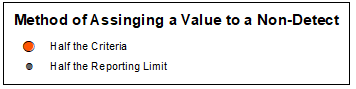 Method of Assinging a Value to a Non-Detect
Half the Criteria
Half the Reporting Limit